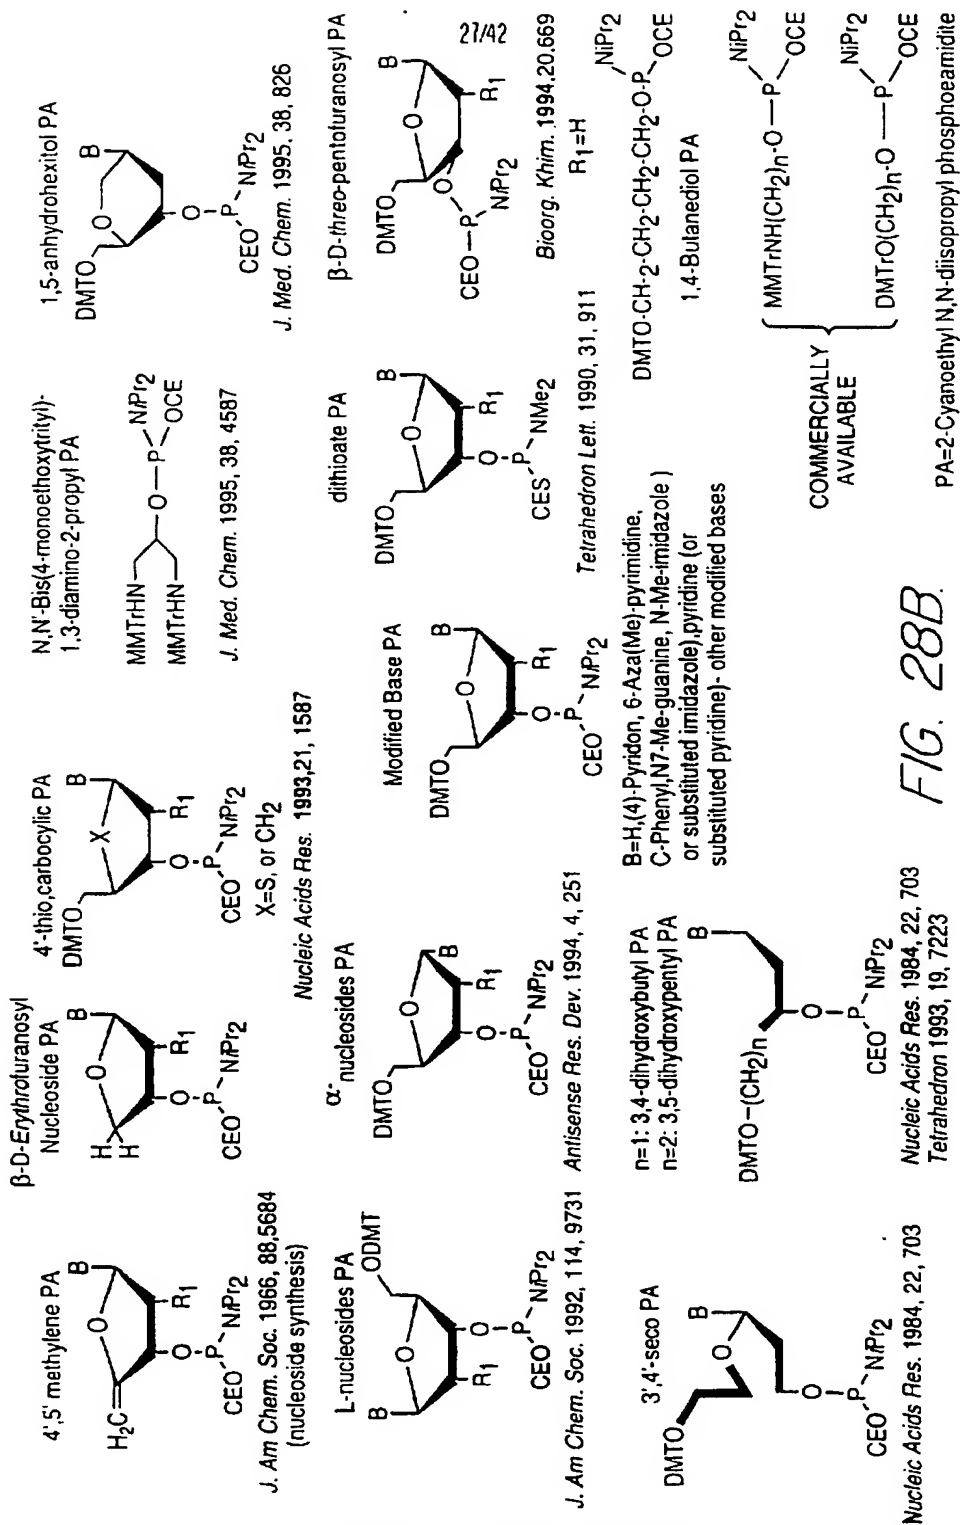 4',5' methylene PA
H2C
O
B
R1
O
P
CEO
NiPr2
J. Am Chem. Soc. 1966, 88,5684
(nucleoside synthesis)
β-D-Erythrofuranosyl
Nucleoside PA
H
H
O
B
R1
O
P
CEO
NiPr2
4'-thio,carbocylic PA
DMTO
X
B
R1
O
P
CEO
NiPr2
X=S, or CH2
Nucleic Acids Res. 1993,21, 1587
N,N'-Bis(4-monoethoxytrityl)-
1,3-diamino-2-propyl PA
MMTrHN
MMTrHN
O
P
NiPr2
OCE
J. Med. Chem. 1995, 38, 4587
1,5-anhydrohexitol PA
DMTO
O
B
O
P
CEO
NiPr2
J. Med. Chem. 1995, 38, 826
L-nucleosides PA
B
O
ODMT
R1
O
P
CEO
NiPr2
J. Am Chem. Soc. 1992, 114, 9731
α- nucleosides PA
DMTO
O
B
R1
O
P
CEO
NiPr2
Antisense Res. Dev. 1994, 4, 251
Modified Base PA
DMTO
O
B
R1
O
P
CEO
NiPr2
B=H,(4)-Pyridon, 6-Aza(Me)-pyrimidine,
C-Phenyl,N7-Me-guanine, N-Me-imidazole )
or substituted imidazole),pyridine (or
substituted pyridine)- other modified bases
dithioate PA
DMTO
O
B
R1
O
P
CES
NMe2
Tetrahedron Lett. 1990, 31, 911
β-D-threo-pentofuranosyl PA
DMTO
O
B
R1
O
CEO
P
NiPr2
Bioorg. Khim. 1994.20.669
R1=H
27/42
3',4'-seco PA
DMTO
O
B
O
P
CEO
NiPr2
Nucleic Acids Res. 1984, 22, 703
n=1: 3,4-dihydroxybutyl PA
n=2: 3,5-dihydroxypentyl PA
DMTO-(CH2)n
B
O
P
CEO
NiPr2
Nucleic Acids Res. 1984, 22, 703
Tetrahedron 1993, 19, 7223
DMTO-CH2-CH2-CH2-CH2-O-P
NiPr2
OCE
1,4-Butanediol PA
COMMERCIALLY
AVAILABLE
MMTrNH(CH2)n-O-P
NiPr2
OCE
DMTrO(CH2)n-O-P
NiPr2
OCE
PA=2-Cyanoethyl N,N-diisopropyl phosphoeamidite
FIG. 28B.